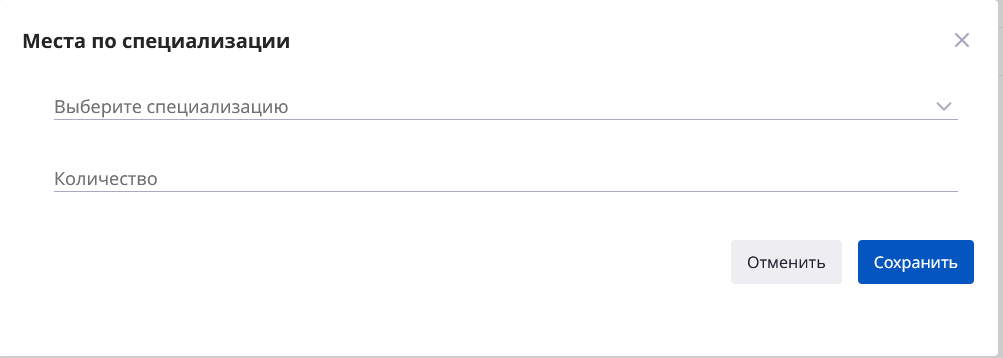 Места по специализации
Выберите специализацию
Количество
Отменить
Сохранить